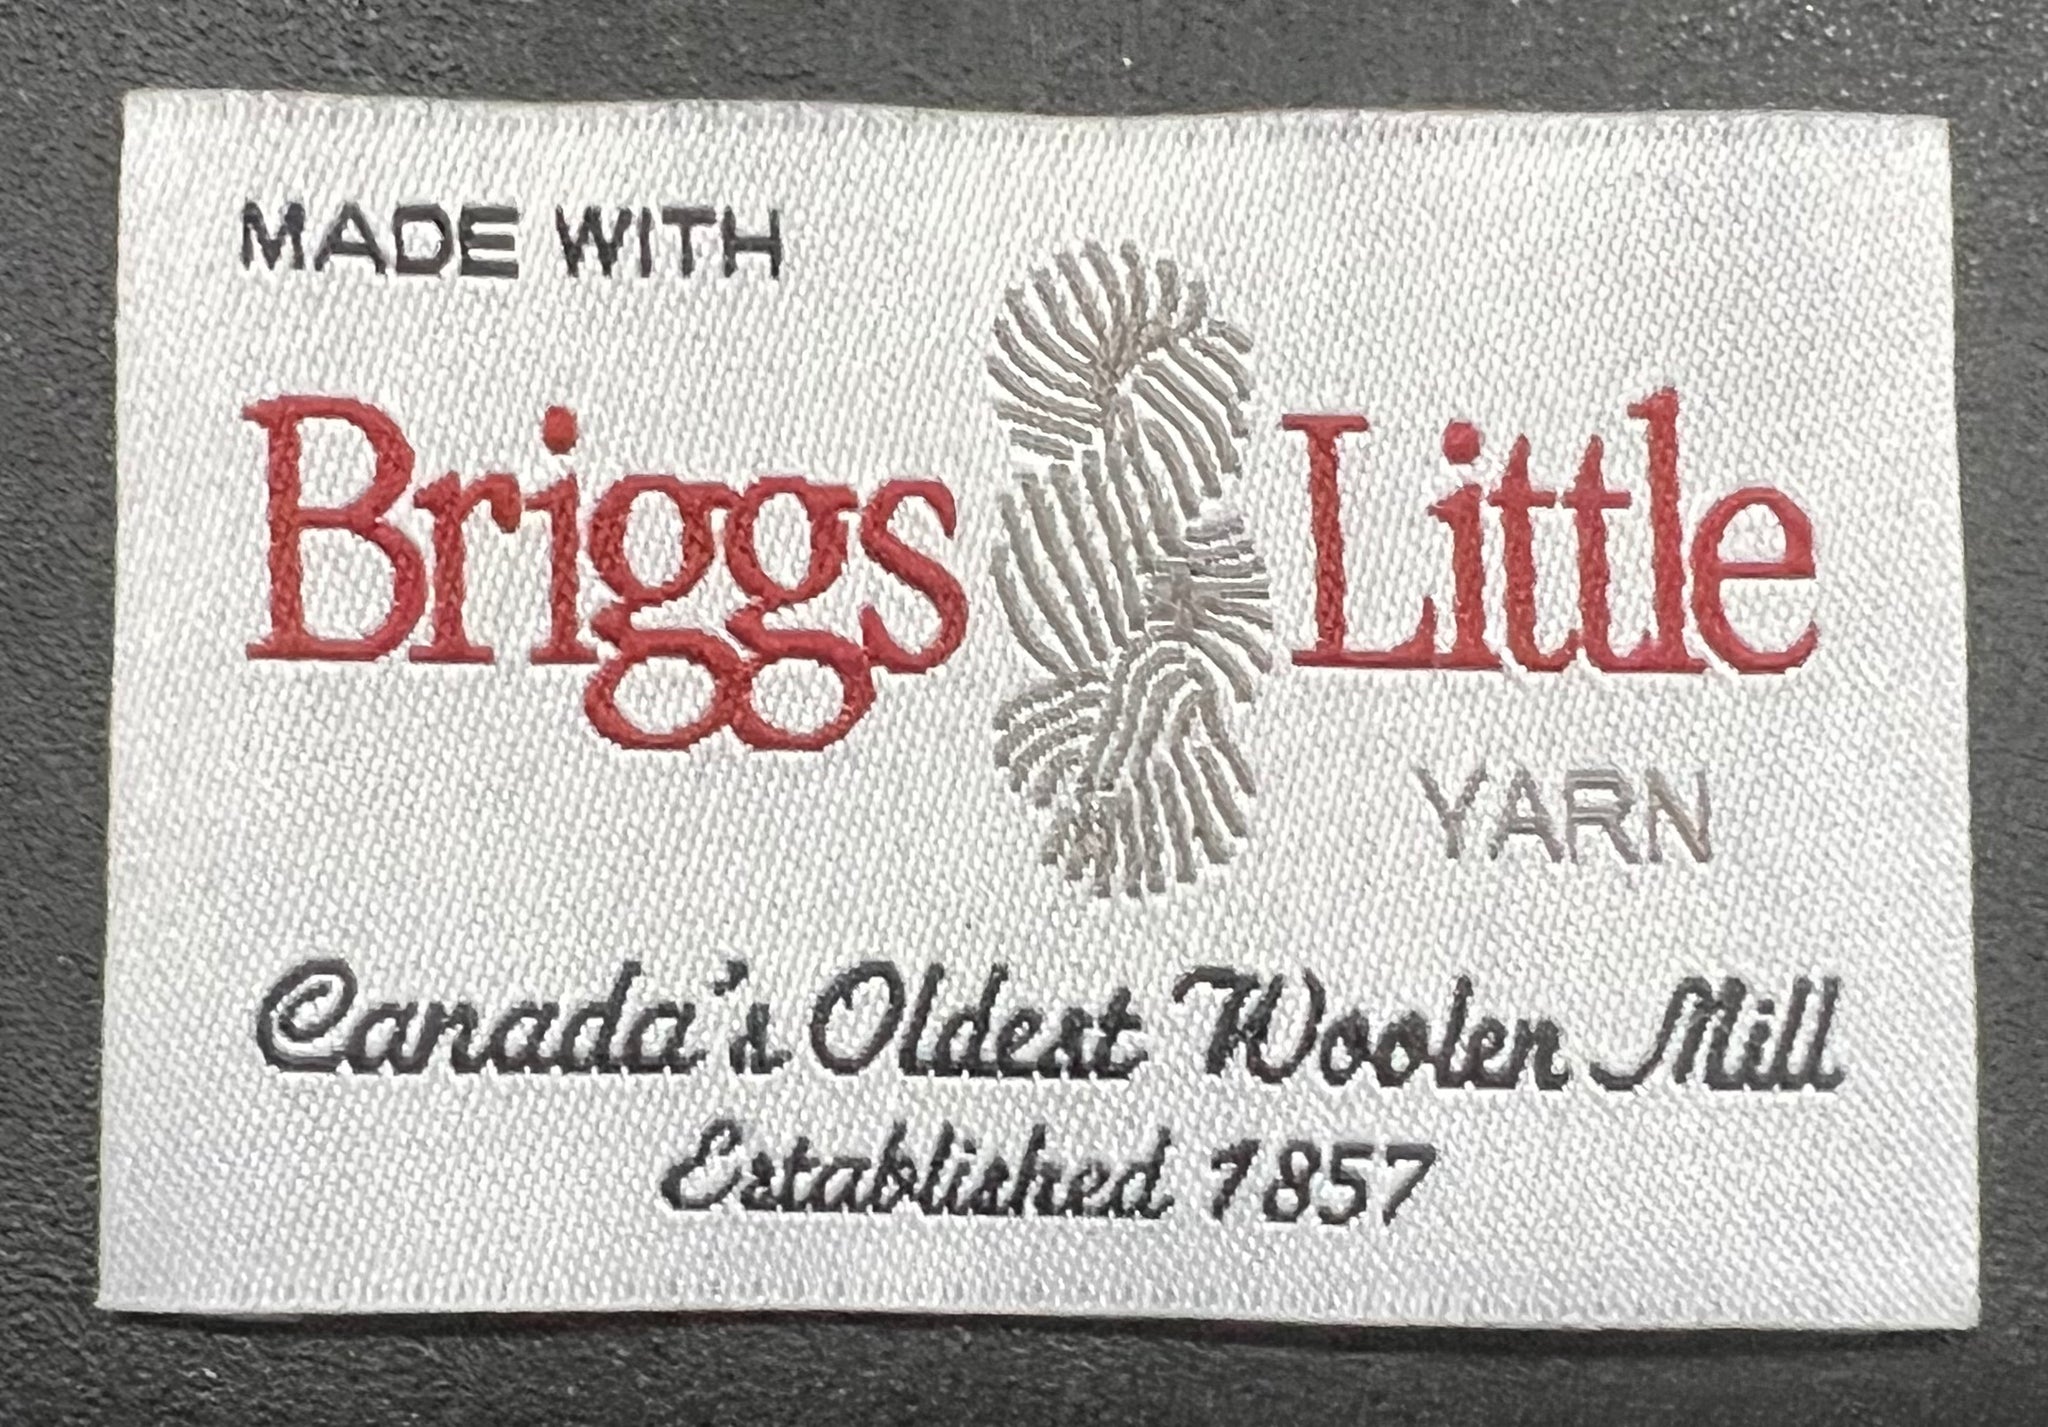 MADE WITH
Briggs Little
YARN
Canada's Oldest Woolen Mill
Established 1857